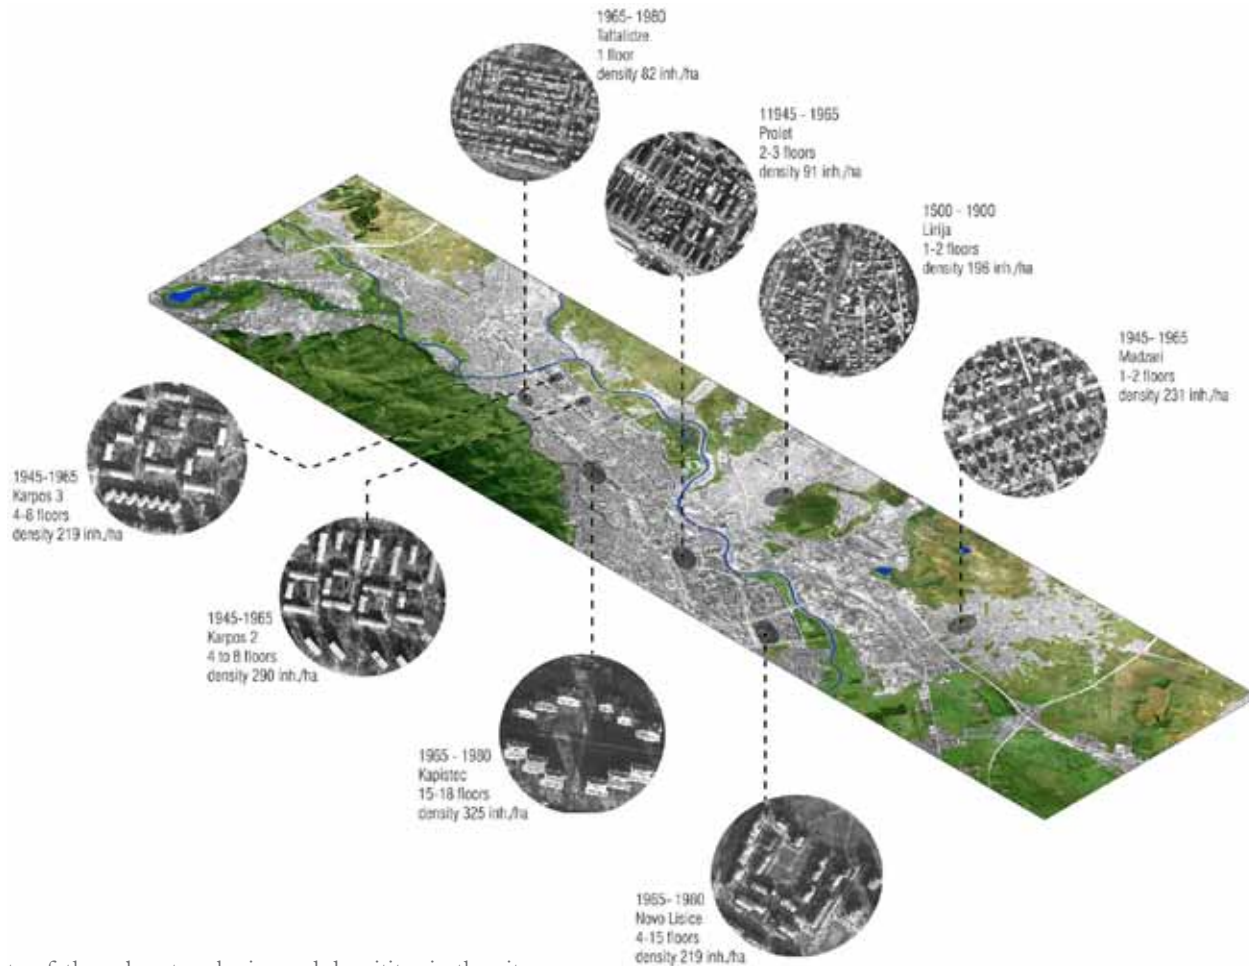 1965- 1980
Taftalidze
1 floor
density 82 inh./ha
11945 - 1965
Prolet
2-3 floors
density 91 inh./ha
1500 - 1900
Lirija
1-2 floors
density 196 inh./ha
1945- 1965
Madzari
1-2 floors
density 231 inh./ha
1945-1965
Karpos 3
4-8 floors
density 219 inh./ha
1945-1965
Karpos 2
4 to 8 floors
density 290 inh./ha
1965 - 1980
Kapistec
15-18 floors
density 325 inh./ha
1965- 1980
Novo Lisice
4-15 floors
density 219 inh./ha